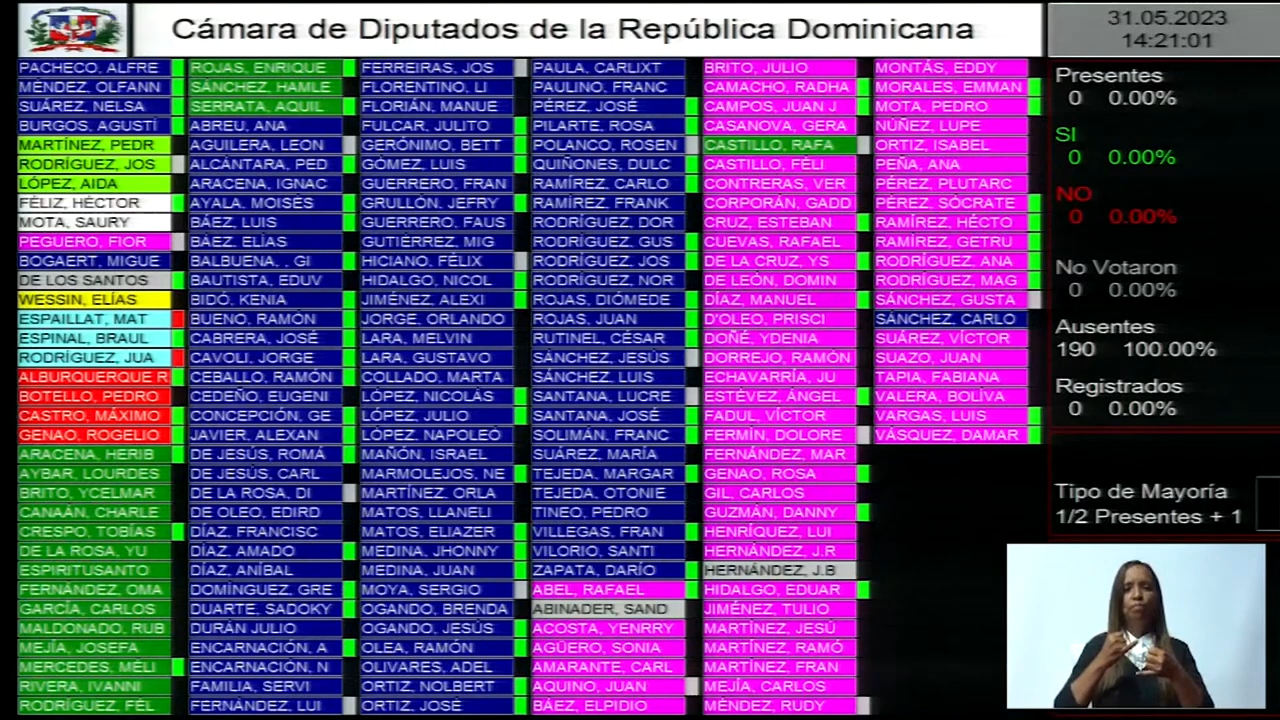 Cámara de Diputados de la República Dominicana
31.05.2023
14:21:01
PACHECO, ALFRE
MÉNDEZ, OLFANN
SUÁREZ, NELSA
BURGOS, AGUSTÍ
MARTÍNEZ, PEDR
RODRÍGUEZ, JOS
LÓPEZ, AIDA
FÉLIZ, HÉCTOR
MOTA, SAURY
PEGUERO, FIOR
BOGAERT, MIGUE
DE LOS SANTOS
WESSIN, ELÍAS
ESPAILLAT, MAT
ESPINAL, BRAUL
RODRÍGUEZ, JUA
ALBURQUERQUE R
BOTELLO, PEDRO
CASTRO, MÁXIMO
GENAO, ROGELIO
ARACENA, HERIB
AYBAR, LOURDES
BRITO, YCELMAR
CANAÁN, CHARLE
CRESPO, TOBÍAS
DE LA ROSA, YU
ESPIRITUSANTO
FERNÁNDEZ, OMA
GARCÍA, CARLOS
MALDONADO, RUB
MEJÍA, JOSEFA
MERCEDES, MÉLI
RIVERA, IVANNI
RODRÍGUEZ, FÉL
ROJAS, ENRIQUE
SÁNCHEZ, HAMLE
SERRATA, AQUIL
ABREU, ANA
AGUILERA, LEON
ALCÁNTARA, PED
ARACENA, IGNAC
AYALA, MOISÉS
BÁEZ, LUIS
BÁEZ, ELÍAS
BALBUENA, , GI
BAUTISTA, EDUV
BIDÓ, KENIA
BUENO, RAMÓN
CABRERA, JOSÉ
CAVOLI, JORGE
CEBALLO, RAMÓN
CEDEÑO, EUGENI
CONCEPCIÓN, GE
JAVIER, ALEXAN
DE JESÚS, ROMÁ
DE JESÚS, CARL
DE LA ROSA, DI
DE OLEO, EDIRD
DÍAZ, FRANCISC
DÍAZ, AMADO
DÍAZ, ANÍBAL
DOMÍNGUEZ, GRE
DUARTE, SADOKY
DURÁN JULIO
ENCARNACIÓN, A
ENCARNACIÓN, N
FAMILIA, SERVI
FERNÁNDEZ, LUI
FERREIRAS, JOS
FLORENTINO, LI
FLORIÁN, MANUE
FULCAR, JULITO
GERÓNIMO, BETT
GÓMEZ, LUIS
GUERRERO, FRAN
GRULLÓN, JEFRY
GUERRERO, FAUS
GUTIÉRREZ, MIG
HICIANO, FÉLIX
HIDALGO, NICOL
JIMÉNEZ, ALEXI
JORGE, ORLANDO
LARA, MELVIN
LARA, GUSTAVO
COLLADO, MARTA
LÓPEZ, NICOLÁS
LÓPEZ, JULIO
LÓPEZ, NAPOLEÓ
MAÑÓN, ISRAEL
MARMOLEJOS, NE
MARTÍNEZ, ORLA
MATOS, LLANELI
MATOS, ELIAZER
MEDINA, JHONNY
MEDINA, JUAN
MOYA, SERGIO
OGANDO, BRENDA
OGANDO, JESÚS
OLEA, RAMÓN
OLIVARES, ADEL
ORTIZ, NOLBERT
ORTIZ, JOSÉ
PAULA, CARLIXT
PAULINO, FRANC
PÉREZ, JOSÉ
PILARTE, ROSA
POLANCO, ROSEN
QUIÑONES, DULC
RAMÍREZ, CARLO
RAMÍREZ, FRANK
RODRÍGUEZ, DOR
RODRÍGUEZ, GUS
RODRÍGUEZ, JOS
RODRÍGUEZ, NOR
ROJAS, DIÓMEDE
ROJAS, JUAN
RUTINEL, CÉSAR
SÁNCHEZ, JESÚS
SÁNCHEZ, LUIS
SANTANA, LUCRE
SANTANA, JOSÉ
SOLIMÁN, FRANC
SUÁREZ, MARÍA
TEJEDA, MARGAR
TEJEDA, OTONIE
TINEO, PEDRO
VILLEGAS, FRAN
VILORIO, SANTI
ZAPATA, DARÍO
ABEL, RAFAEL
ABINADER, SAND
ACOSTA, YENRRY
AGÜERO, SONIA
AMARANTE, CARL
AQUINO, JUAN
BÁEZ, ELPIDIO
BRITO, JULIO
CAMACHO, RADHA
CAMPOS, JUAN J
CASANOVA, GERA
CASTILLO, RAFA
CASTILLO, FÉLI
CONTRERAS, VER
CORPORÁN, GADD
CRUZ, ESTEBAN
CUEVAS, RAFAEL
DE LA CRUZ, YS
DE LEÓN, DOMIN
DÍAZ, MANUEL
D'OLEO, PRISCI
DOÑÉ, YDENIA
DORREJO, RAMÓN
ECHAVARRÍA, JU
ESTÉVEZ, ÁNGEL
FADUL, VÍCTOR
FERMÍN, DOLORE
FERNÁNDEZ, MAR
GENAO, ROSA
GIL, CARLOS
GUZMÁN, DANNY
HENRÍQUEZ, LUI
HERNÁNDEZ, J.R
HERNÁNDEZ, J.B
HIDALGO, EDUAR
JIMÉNEZ, TULIO
MARTÍNEZ, JESÚ
MARTÍNEZ, RAMÓ
MARTÍNEZ, FRAN
MEJÍA, CARLOS
MÉNDEZ, RUDY
MONTÁS, EDDY
MORALES, EMMAN
MOTA, PEDRO
NÚÑEZ, LUPE
ORTIZ, ISABEL
PEÑA, ANA
PÉREZ, PLUTARC
PÉREZ, SÓCRATE
RAMÍREZ, HÉCTO
RAMÍREZ, GETRU
RODRÍGUEZ, ANA
RODRÍGUEZ, MAG
SÁNCHEZ, GUSTA
SÁNCHEZ, CARLO
SUÁREZ, VÍCTOR
SUAZO, JUAN
TAPIA, FABIANA
VALERA, BOLÍVA
VARGAS, LUIS
VÁSQUEZ, DAMAR
Presentes
0 0.00%
SI
0 0.00%
NO
0 0.00%
No Votaron
0 0.00%
Ausentes
190 100.00%
Registrados
0 0.00%
Tipo de Mayoría
1/2 Presentes + 1